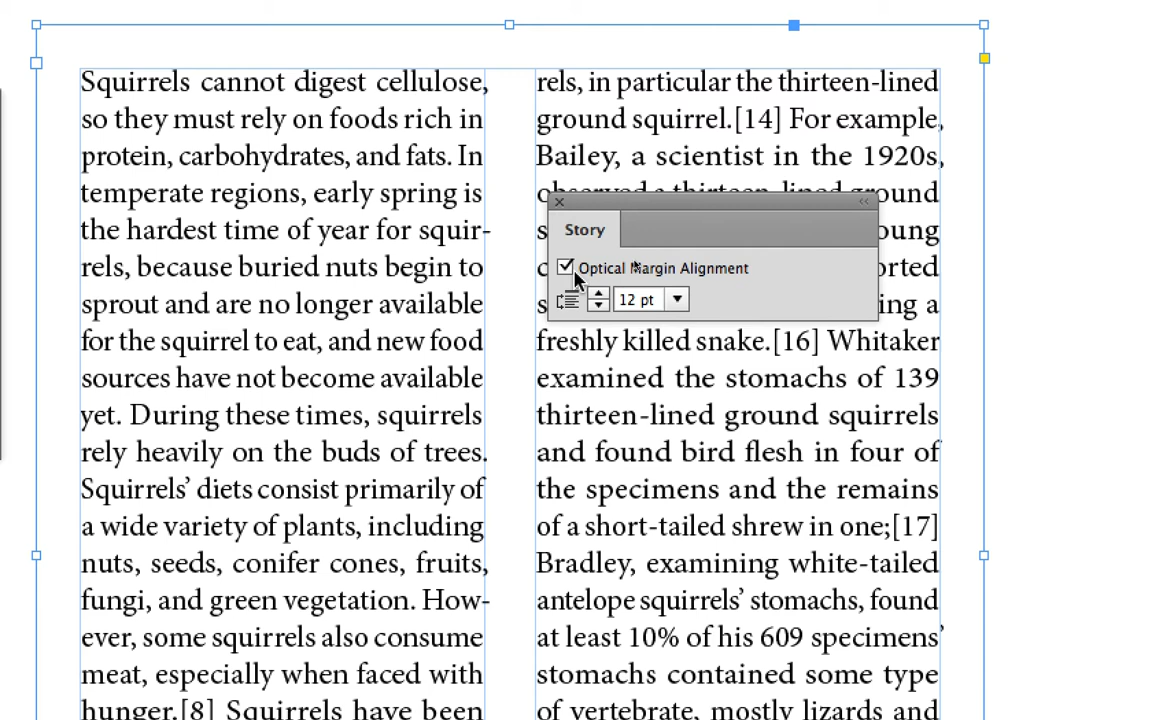 Squirrels cannot digest cellulose,
so they must rely on foods rich in
protein, carbohydrates, and fats. In
temperate regions, early spring is
the hardest time of year for squir-
rels, because buried nuts begin to
sprout and are no longer available
for the squirrel to eat, and new food
sources have not become available
yet. During these times, squirrels
rely heavily on the buds of trees.
Squirrels’ diets consist primarily of
a wide variety of plants, including
nuts, seeds, conifer cones, fruits,
fungi, and green vegetation. How-
ever, some squirrels also consume
meat, especially when faced with
hunger.[8] Squirrels have been
rels, in particular the thirteen-lined
ground squirrel.[14] For example,
Bailey, a scientist in the 1920s,
observed a thirteen-lined ground
freshly killed snake.[16] Whitaker
examined the stomachs of 139
thirteen-lined ground squirrels
and found bird flesh in four of
the specimens and the remains
of a short-tailed shrew in one;[17]
Bradley, examining white-tailed
antelope squirrels’ stomachs, found
at least 10% of his 609 specimens’
stomachs contained some type
of vertebrate, mostly lizards and
Story
Optical Margin Alignment
12 pt